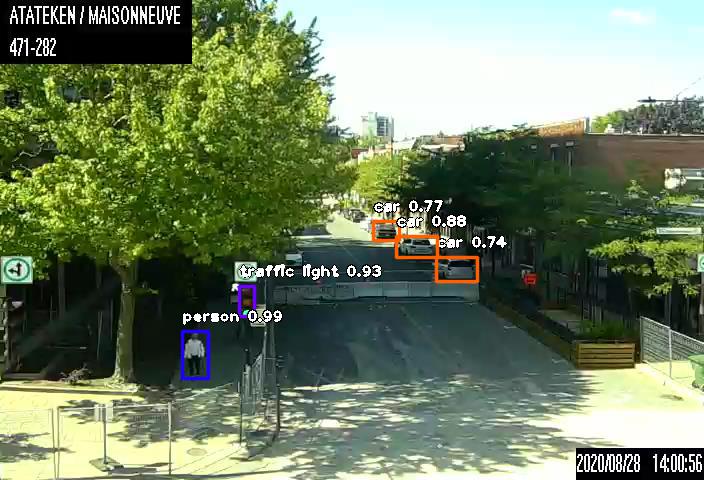 ATATEKEN / MAISONNEUVE
471-282
car 0.77
car 0.88
car 0.74
traffic light 0.93
person 0.99
2020/08/28 14:00:56